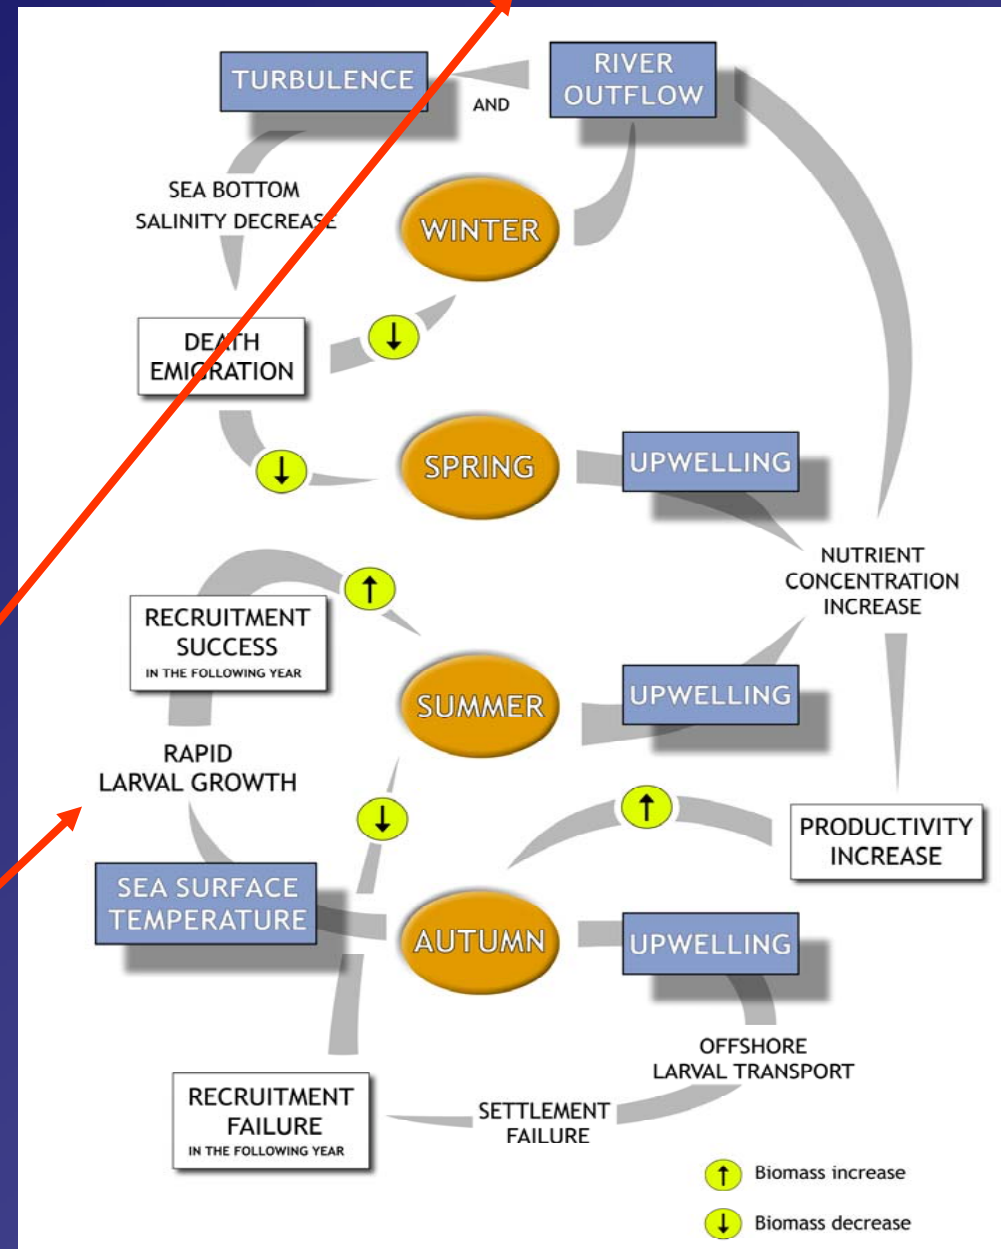 TURBULENCE
AND
RIVER
OUTFLOW
SEA BOTTOM
SALINITY DECREASE
WINTER
DEATH
EMIGRATION
SPRING
UPWELLING
NUTRIENT
CONCENTRATION
INCREASE
RECRUITMENT
SUCCESS
IN THE FOLLOWING YEAR
SUMMER
UPWELLING
RAPID
LARVAL GROWTH
PRODUCTIVITY
INCREASE
SEA SURFACE
TEMPERATURE
AUTUMN
UPWELLING
OFFSHORE
LARVAL TRANSPORT
RECRUITMENT
FAILURE
IN THE FOLLOWING YEAR
SETTLEMENT
FAILURE
Biomass increase
Biomass decrease